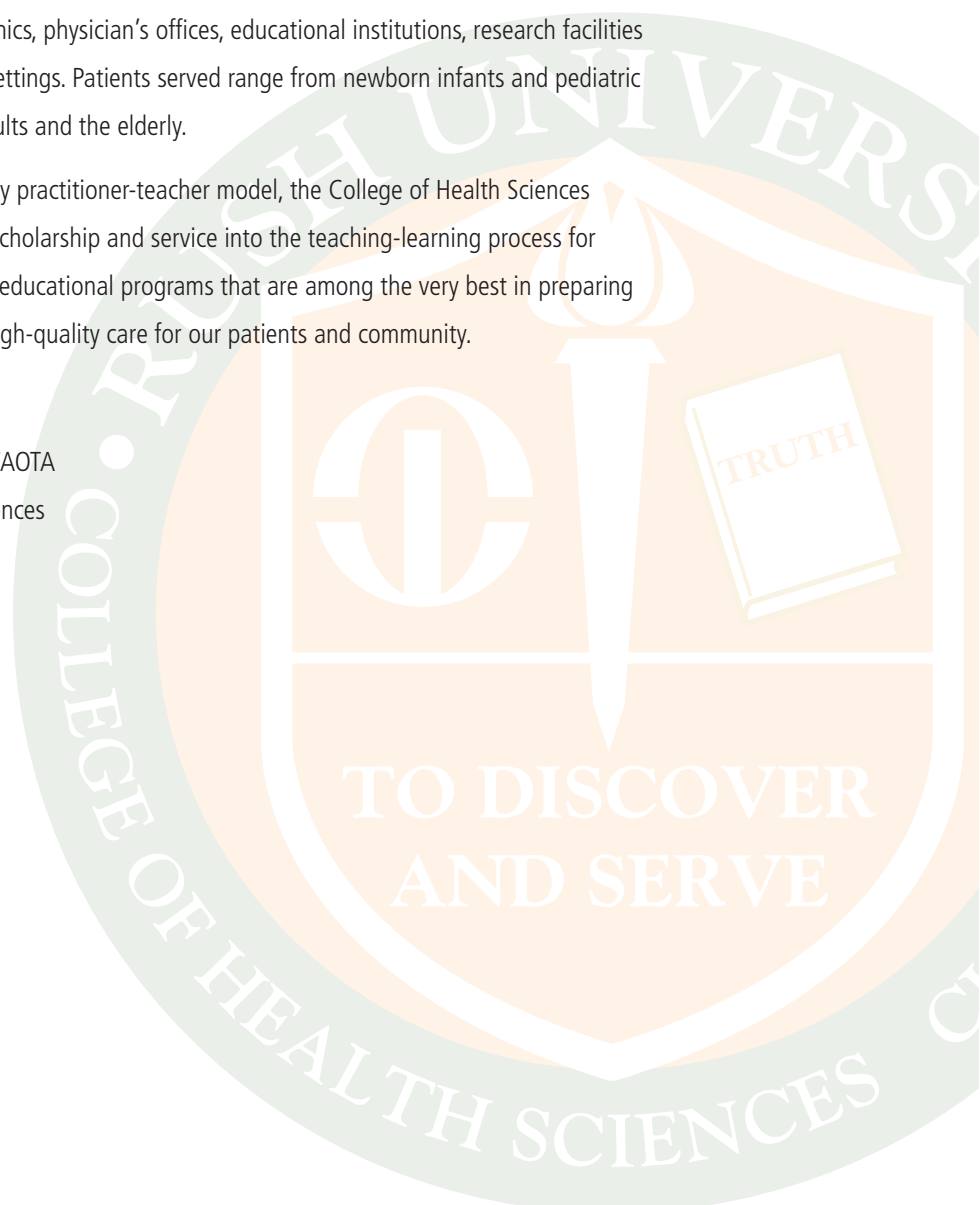 nics, physician’s offices, educational institutions, research facilities
ettings. Patients served range from newborn infants and pediatric
ults and the elderly.
y practitioner-teacher model, the College of Health Sciences
cholarship and service into the teaching-learning process for
educational programs that are among the very best in preparing
gh-quality care for our patients and community.
AOTA
ences
• RUSH UNIVERS
TRUTH
TO DISCOVER
AND SERVE
COLLEGE OF HEALTH SCIENCES